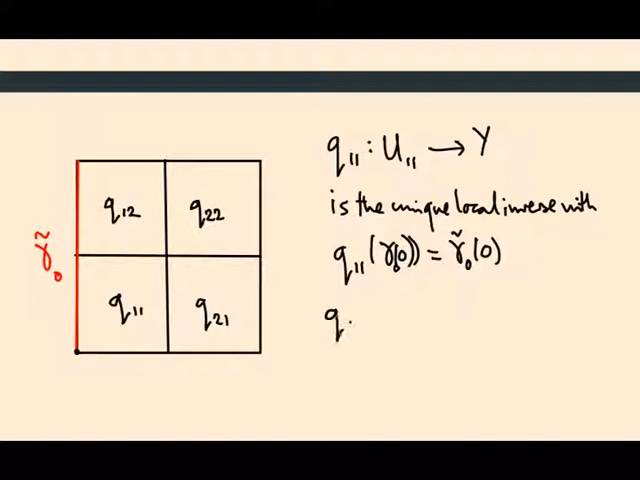 q₁₁ : U₁₁ → Y
is the unique local inverse with
q₁₁(γ₀(0)) = γ̃₀(0)
q.
q₁₂ q₂₂
γ̃₀
q₁₁ q₂₁